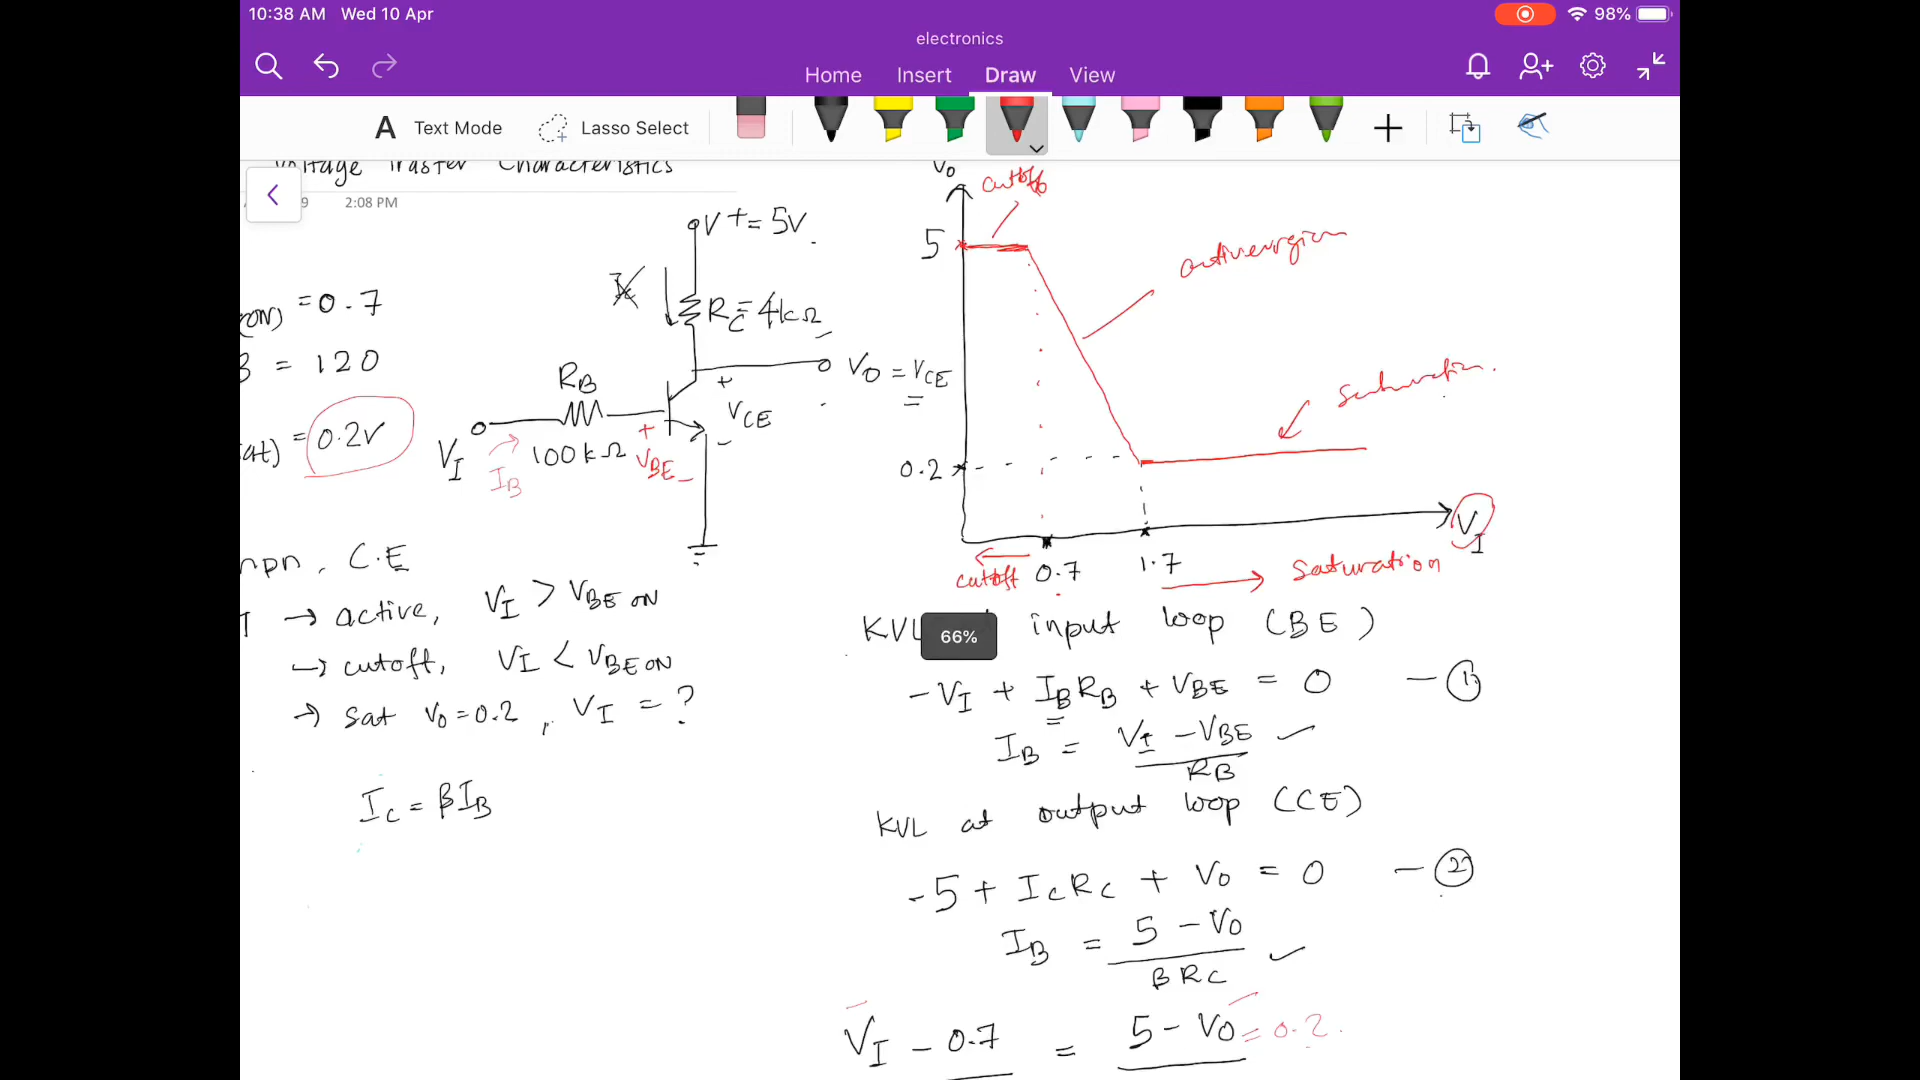 10:38 AM Wed 10 Apr
98%
electronics
Home Insert Draw View
A Text Mode Lasso Select
Voltage Traster Characteristics
9 2:08 PM
V+ = 5V
(on) = 0.7
β = 120
(sat) = 0.2V
RC = 4kΩ
RB
100kΩ
VI
IB
VBE
+
-
+
VCE
-
VO = VCE
npn, C.E
→ active, VI > VBE ON
→ cutoff, VI < VBE ON
→ sat Vo = 0.2, VI = ?
IC = βIB
Vo
cutoff
5
active region
saturation.
0.2
VI
cutoff 0.7 1.7 saturation
66%
KVL input loop (BE)
-VI + IBRB + VBE = 0 — ①
IB = VI - VBE / RB ✓
KVL at output loop (CE)
-5 + ICRC + VO = 0 — ②
IB = 5 - VO / βRC ✓
VI - 0.7 = 5 - VO = 0.2